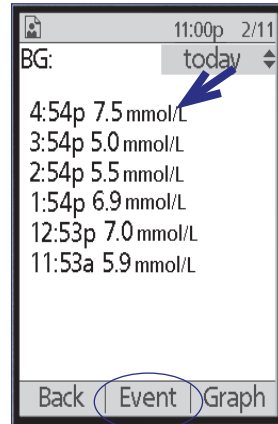 11:00p 2/11
BG: today
4:54p 7.5 mmol/L
3:54p 5.0 mmol/L
2:54p 5.5 mmol/L
1:54p 6.9 mmol/L
12:53p 7.0 mmol/L
11:53a 5.9 mmol/L
Back Event Graph